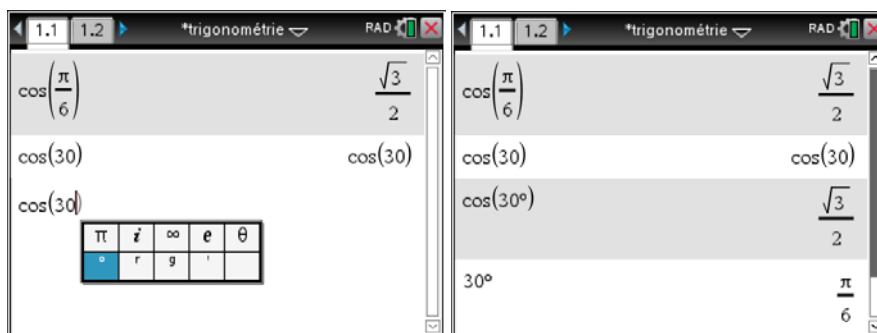 1.1 1.2 *trigonométrie RAD
cos(π/6) √3/2
cos(30) cos(30)
cos(30)
π i ∞ e θ
° r g '
1.1 1.2 *trigonométrie RAD
cos(π/6) √3/2
cos(30) cos(30)
cos(30°) √3/2
30° π/6